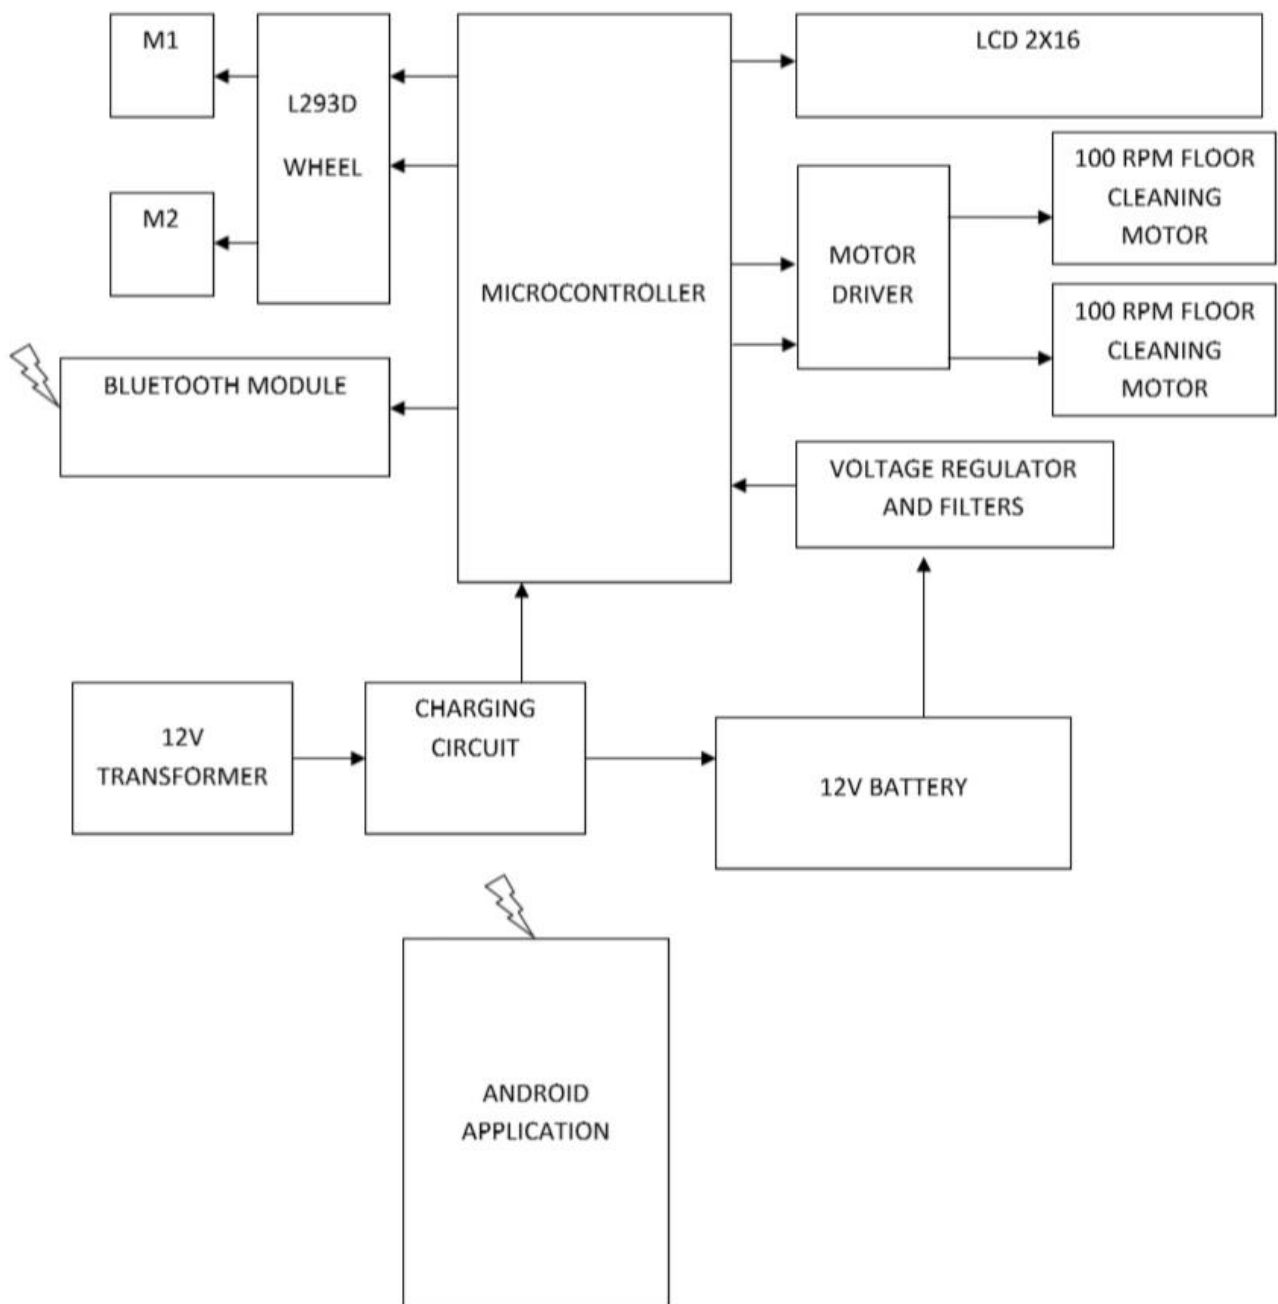 M1
L293D
WHEEL
M2
BLUETOOTH MODULE
MICROCONTROLLER
LCD 2X16
MOTOR
DRIVER
100 RPM FLOOR
CLEANING
MOTOR
100 RPM FLOOR
CLEANING
MOTOR
VOLTAGE REGULATOR
AND FILTERS
12V
TRANSFORMER
CHARGING
CIRCUIT
12V BATTERY
ANDROID
APPLICATION